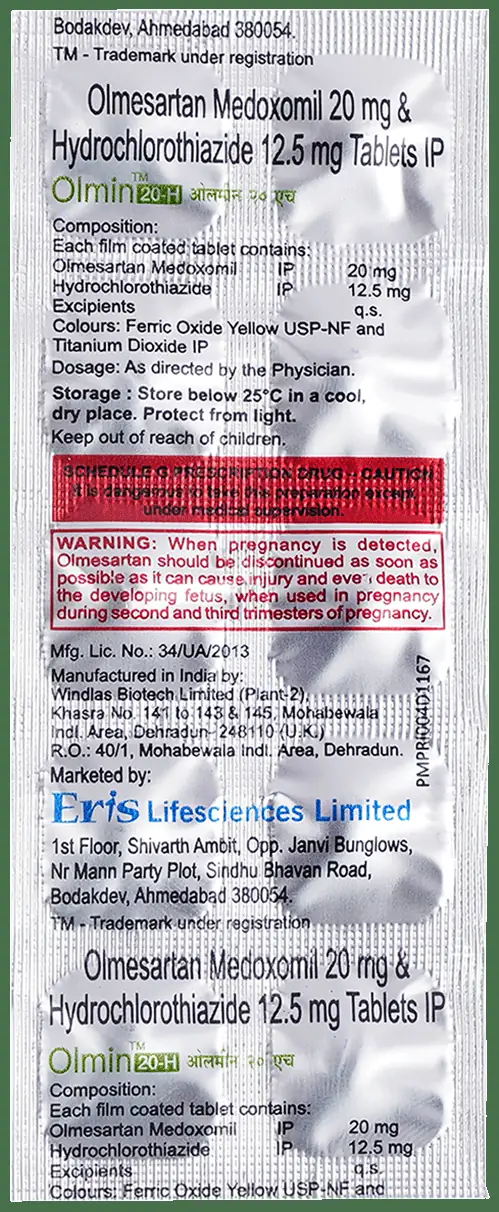 Bodakdev, Ahmedabad 380054.
TM - Trademark under registration
Olmesartan Medoxomil 20 mg &
Hydrochlorothiazide 12.5 mg Tablets IP
Olmin™ 20-H ओलमीन २० एच
Composition:
Each film coated tablet contains:
Olmesartan Medoxomil IP 20 mg
Hydrochlorothiazide IP 12.5 mg
Excipients q.s.
Colours: Ferric Oxide Yellow USP-NF and
Titanium Dioxide IP
Dosage: As directed by the Physician.
Storage : Store below 25°C in a cool,
dry place. Protect from light.
Keep out of reach of children.
SCHEDULE G PRESCRIPTION DRUG - CAUTION
It is dangerous to take this preparation except
under medical supervision.
WARNING: When pregnancy is detected,
Olmesartan should be discontinued as soon as
possible as it can cause injury and even death to
the developing fetus, when used in pregnancy
during second and third trimesters of pregnancy.
Mfg. Lic. No.: 34/UA/2013
Manufactured in India by:
Windlas Biotech Limited (Plant-2),
Khasra No. 141 to 143 & 145, Mohabewala
Indl. Area, Dehradun- 248110 (U.K.)
R.O.: 40/1, Mohabewala Indl. Area, Dehradun.
PMPRI004D1167
Marketed by:
Eris Lifesciences Limited
1st Floor, Shivarth Ambit, Opp. Janvi Bunglows,
Nr Mann Party Plot, Sindhu Bhavan Road,
Bodakdev, Ahmedabad 380054.
TM - Trademark under registration
Olmesartan Medoxomil 20 mg &
Hydrochlorothiazide 12.5 mg Tablets IP
Olmin™ 20-H ओलमीन २० एच
Composition:
Each film coated tablet contains:
Olmesartan Medoxomil IP 20 mg
Hydrochlorothiazide IP 12.5 mg
Excipients q.s.
Colours: Ferric Oxide Yellow USP-NF and